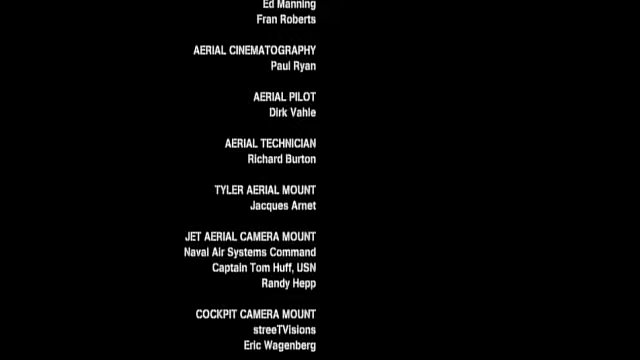 Ed Manning
Fran Roberts
AERIAL CINEMATOGRAPHY
Paul Ryan
AERIAL PILOT
Dirk Vahle
AERIAL TECHNICIAN
Richard Burton
TYLER AERIAL MOUNT
Jacques Arnet
JET AERIAL CAMERA MOUNT
Naval Air Systems Command
Captain Tom Huff, USN
Randy Hepp
COCKPIT CAMERA MOUNT
streeTVisions
Eric Wagenberg